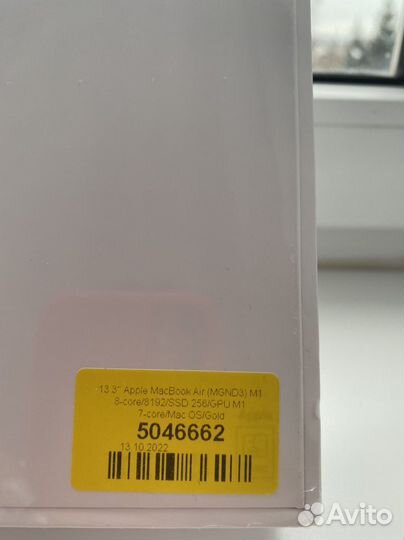 13.3" Apple MacBook Air (MGND3) M1
8-core/8192/SSD 256/GPU M1
7-core/Mac OS/Gold
5046662
13.10.2022
Avito